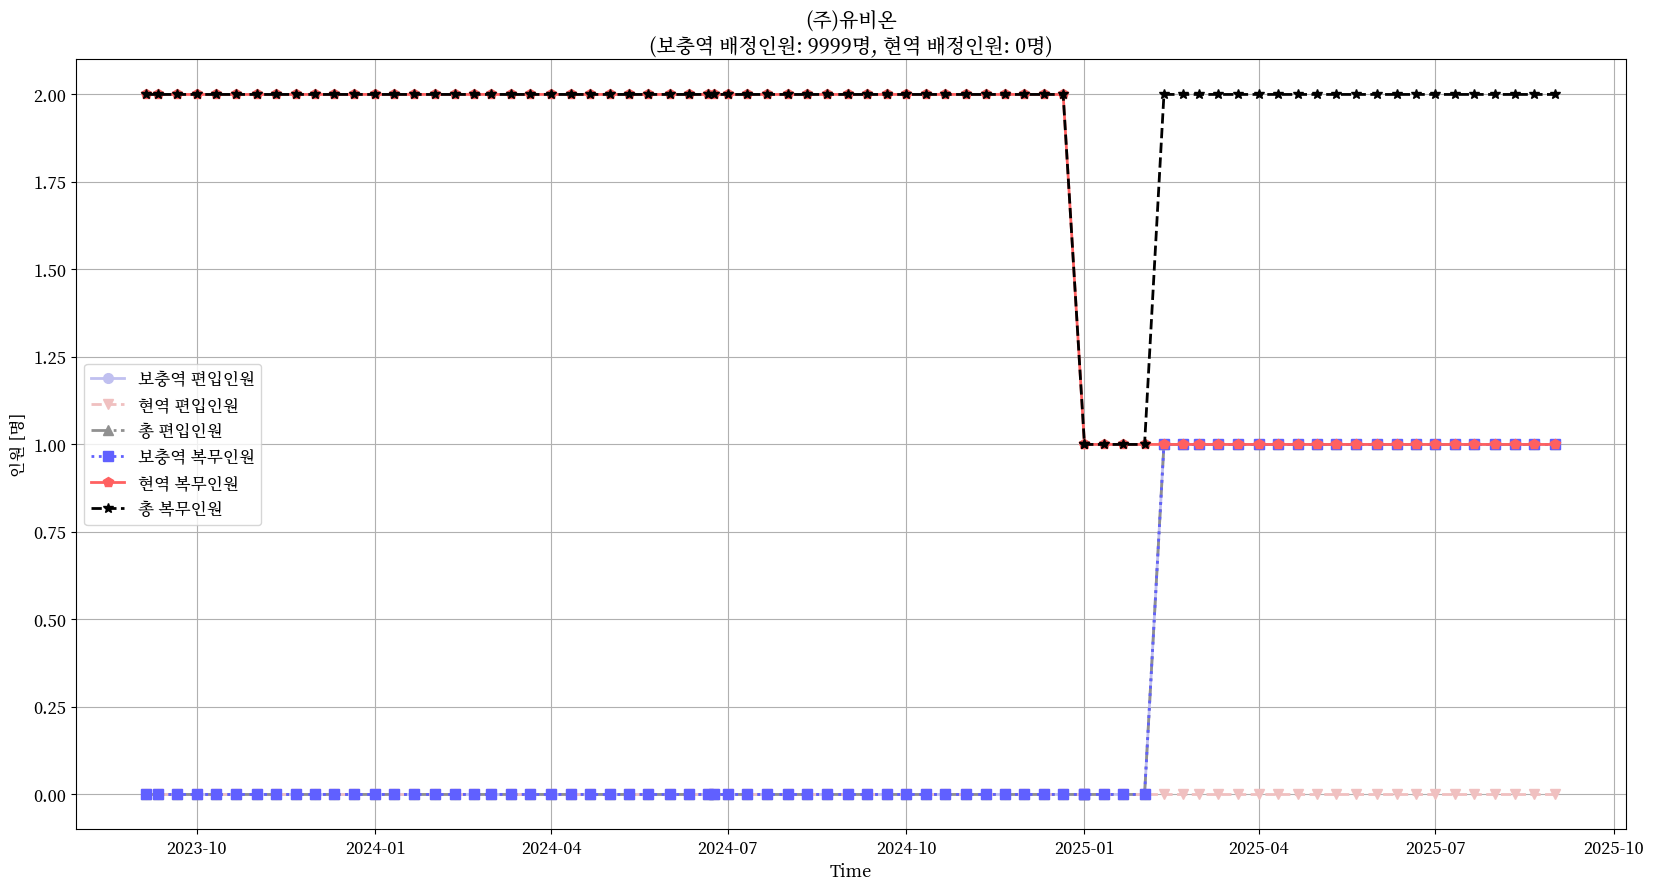 (주)유비온
(보충역 배정인원: 9999명, 현역 배정인원: 0명)
2.00
1.75
1.50
1.25
1.00
0.75
0.50
0.25
0.00
인원 [명]
보충역 편입인원
현역 편입인원
총 편입인원
보충역 복무인원
현역 복무인원
총 복무인원
2023-10 2024-01 2024-04 2024-07 2024-10 2025-01 2025-04 2025-07 2025-10
Time